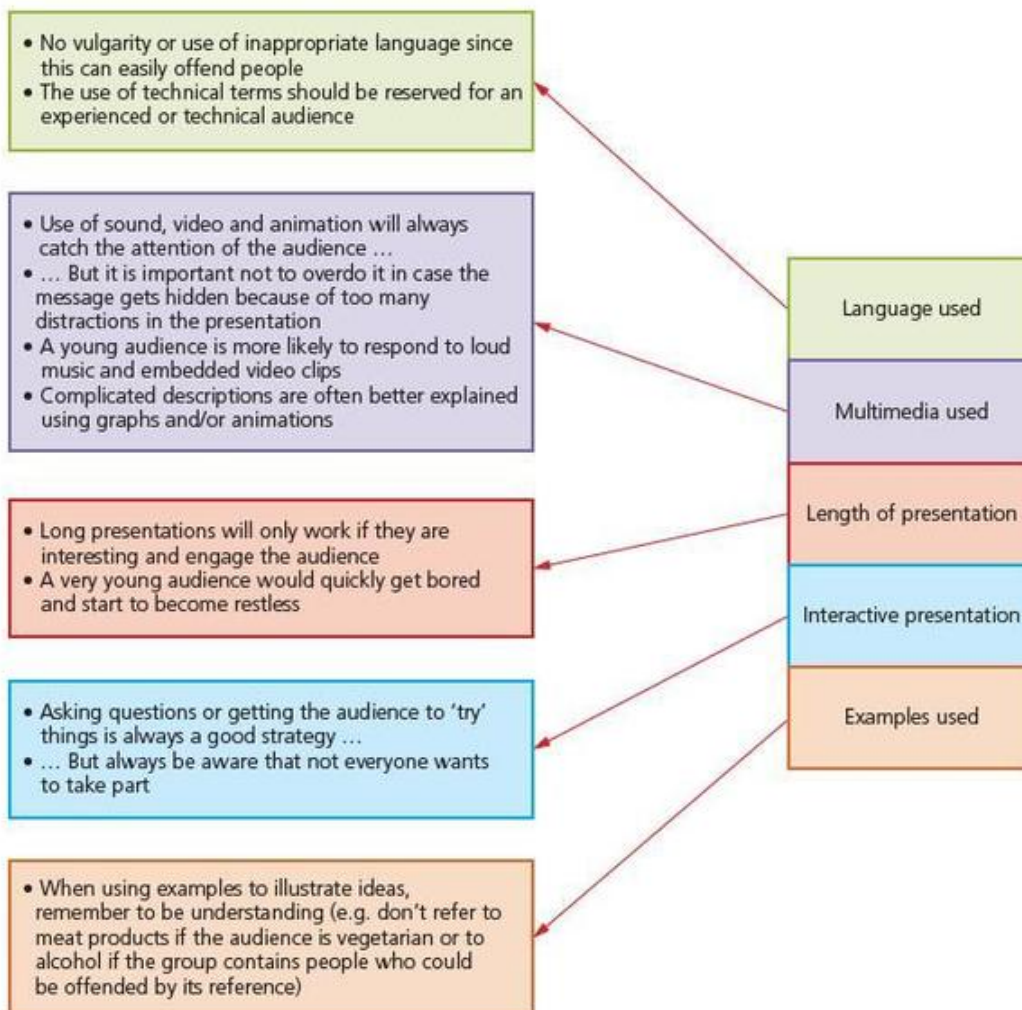 • No vulgarity or use of inappropriate language since
this can easily offend people
• The use of technical terms should be reserved for an
experienced or technical audience
• Use of sound, video and animation will always
catch the attention of the audience …
• … But it is important not to overdo it in case the
message gets hidden because of too many
distractions in the presentation
• A young audience is more likely to respond to loud
music and embedded video clips
• Complicated descriptions are often better explained
using graphs and/or animations
• Long presentations will only work if they are
interesting and engage the audience
• A very young audience would quickly get bored
and start to become restless
• Asking questions or getting the audience to ‘try’
things is always a good strategy …
• … But always be aware that not everyone wants
to take part
• When using examples to illustrate ideas,
remember to be understanding (e.g. don’t refer to
meat products if the audience is vegetarian or to
alcohol if the group contains people who could
be offended by its reference)
Language used
Multimedia used
Length of presentation
Interactive presentation
Examples used